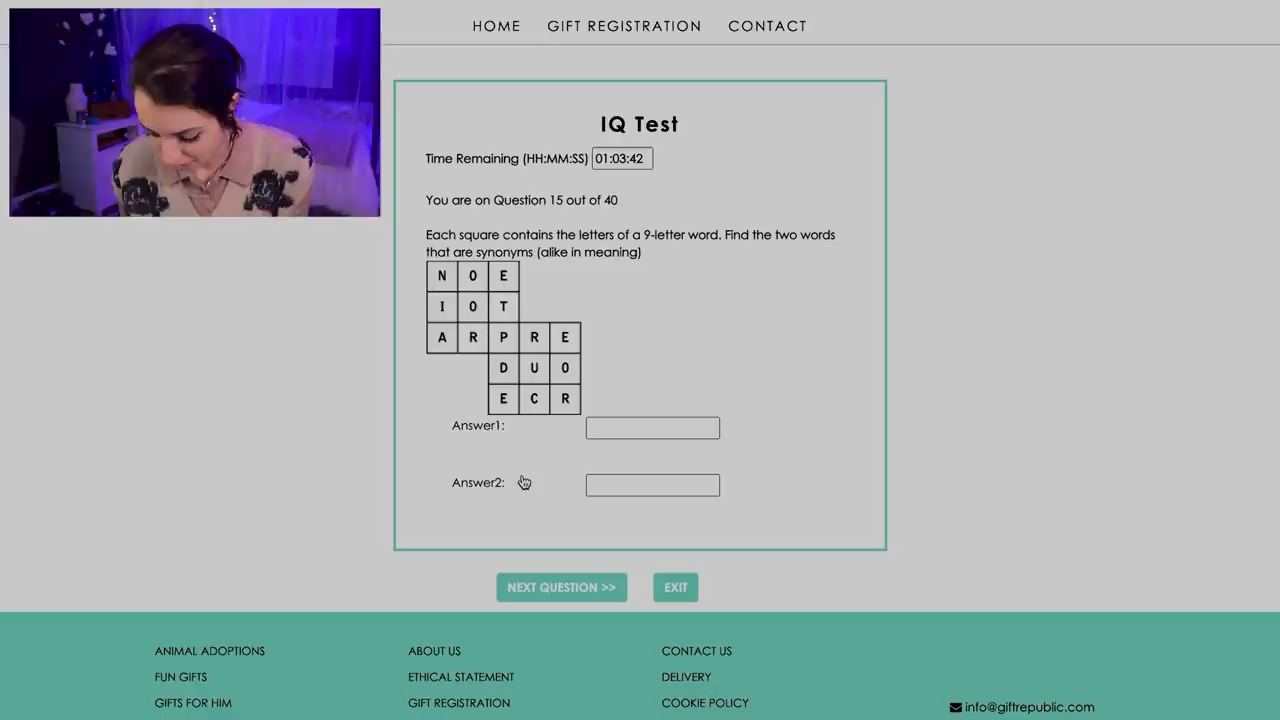 HOME GIFT REGISTRATION CONTACT
IQ Test
Time Remaining (HH:MM:SS) 01:03:42
You are on Question 15 out of 40
Each square contains the letters of a 9-letter word. Find the two words
that are synonyms (alike in meaning)
N O E
I O T
A R P R E
D U O
E C R
Answer1:
Answer2:
NEXT QUESTION >> EXIT
ANIMAL ADOPTIONS ABOUT US CONTACT US
FUN GIFTS ETHICAL STATEMENT DELIVERY
GIFTS FOR HIM GIFT REGISTRATION COOKIE POLICY info@giftrepublic.com